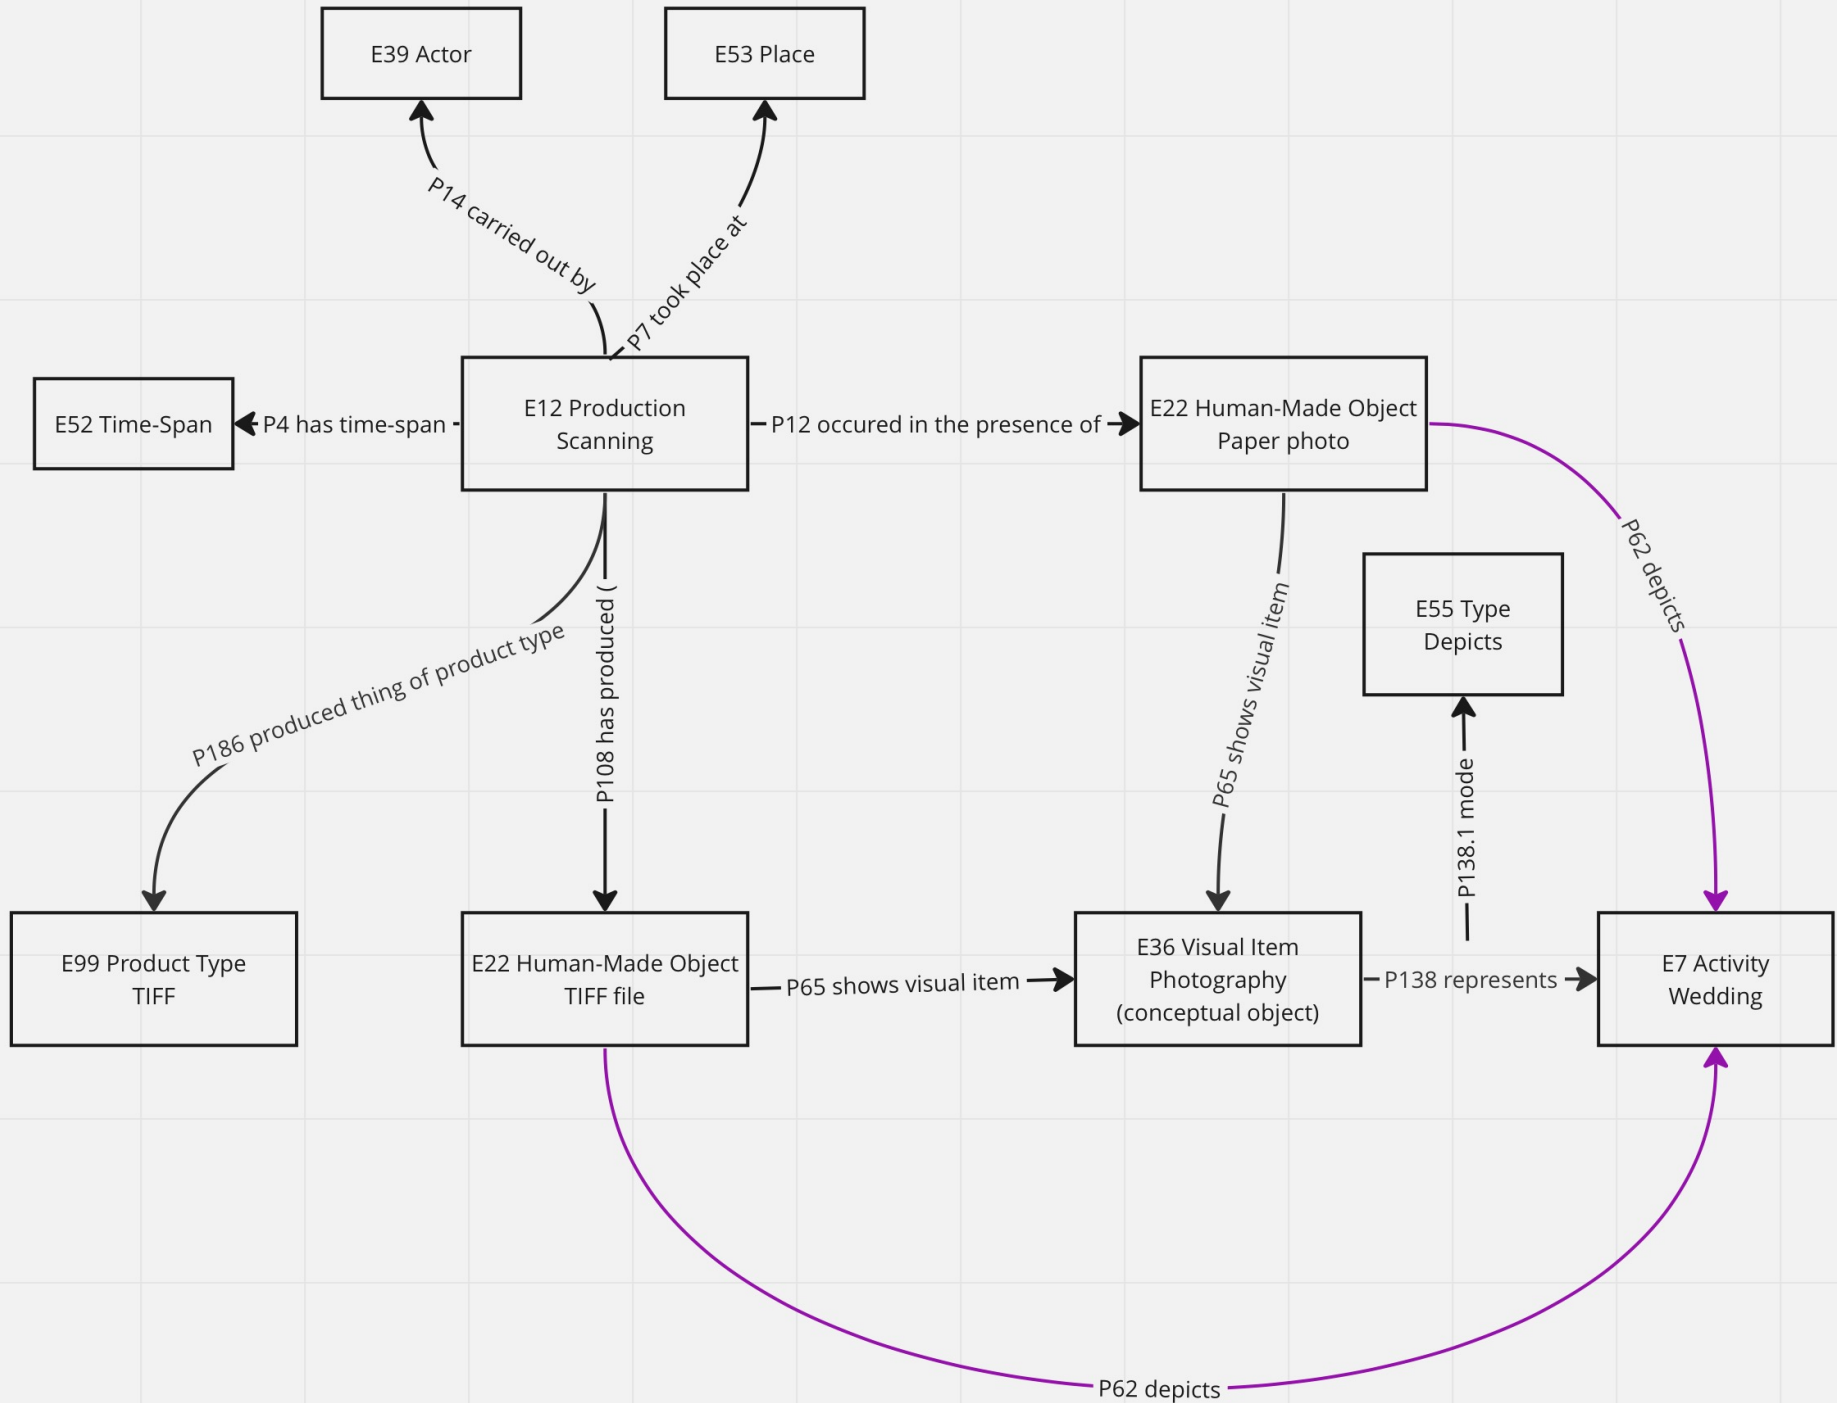 E39 Actor
E53 Place
P14 carried out by
P7 took place at
E52 Time-Span
P4 has time-span
E12 Production
Scanning
P12 occured in the presence of
E22 Human-Made Object
Paper photo
P62 depicts
E55 Type
Depicts
P186 produced thing of product type
P108 has produced (
P65 shows visual item
P138.1 mode
E99 Product Type
TIFF
E22 Human-Made Object
TIFF file
P65 shows visual item
E36 Visual Item
Photography
(conceptual object)
P138 represents
E7 Activity
Wedding
P62 depicts